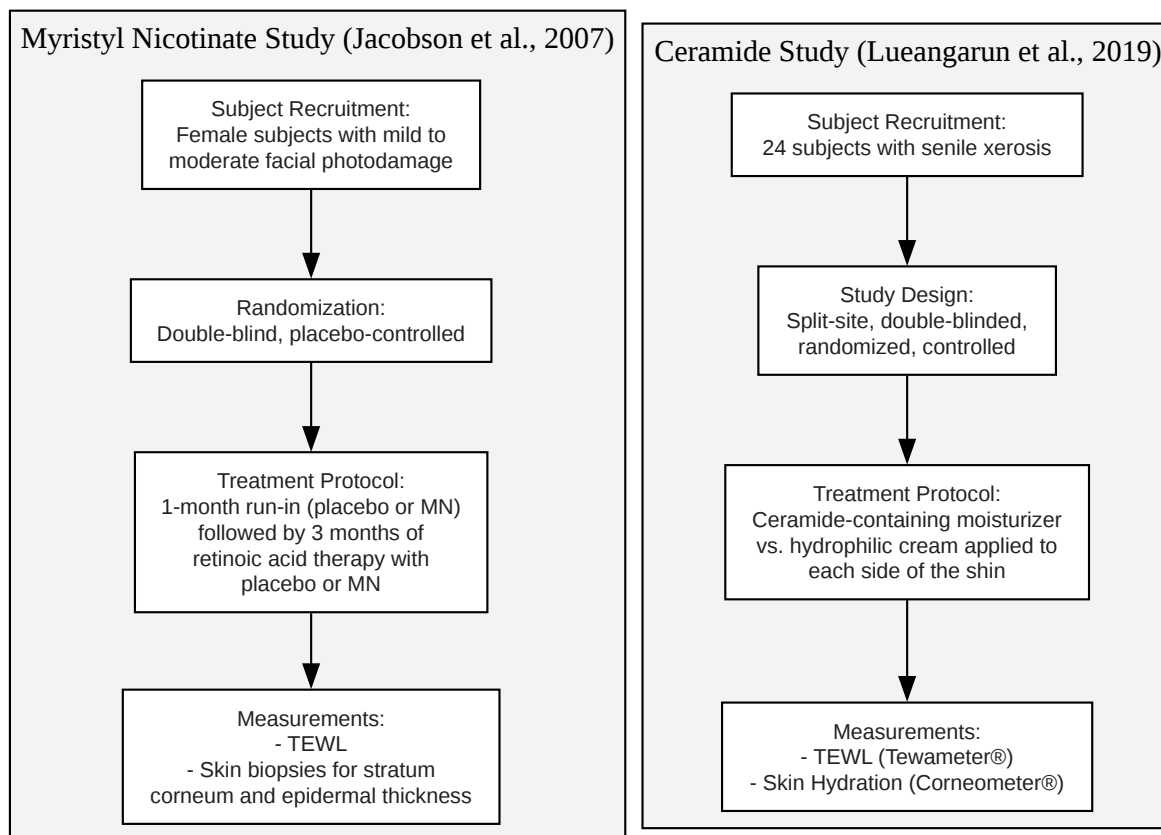 Myristyl Nicotinate Study (Jacobson et al., 2007)
Subject Recruitment:
Female subjects with mild to
moderate facial photodamage
Randomization:
Double-blind, placebo-controlled
Treatment Protocol:
1-month run-in (placebo or MN)
followed by 3 months of
retinoic acid therapy with
placebo or MN
Measurements:
- TEWL
- Skin biopsies for stratum
corneum and epidermal thickness
Ceramide Study (Lueangarun et al., 2019)
Subject Recruitment:
24 subjects with senile xerosis
Study Design:
Split-site, double-blinded,
randomized, controlled
Treatment Protocol:
Ceramide-containing moisturizer
vs. hydrophilic cream applied to
each side of the shin
Measurements:
- TEWL (Tewameter®)
- Skin Hydration (Corneometer®)